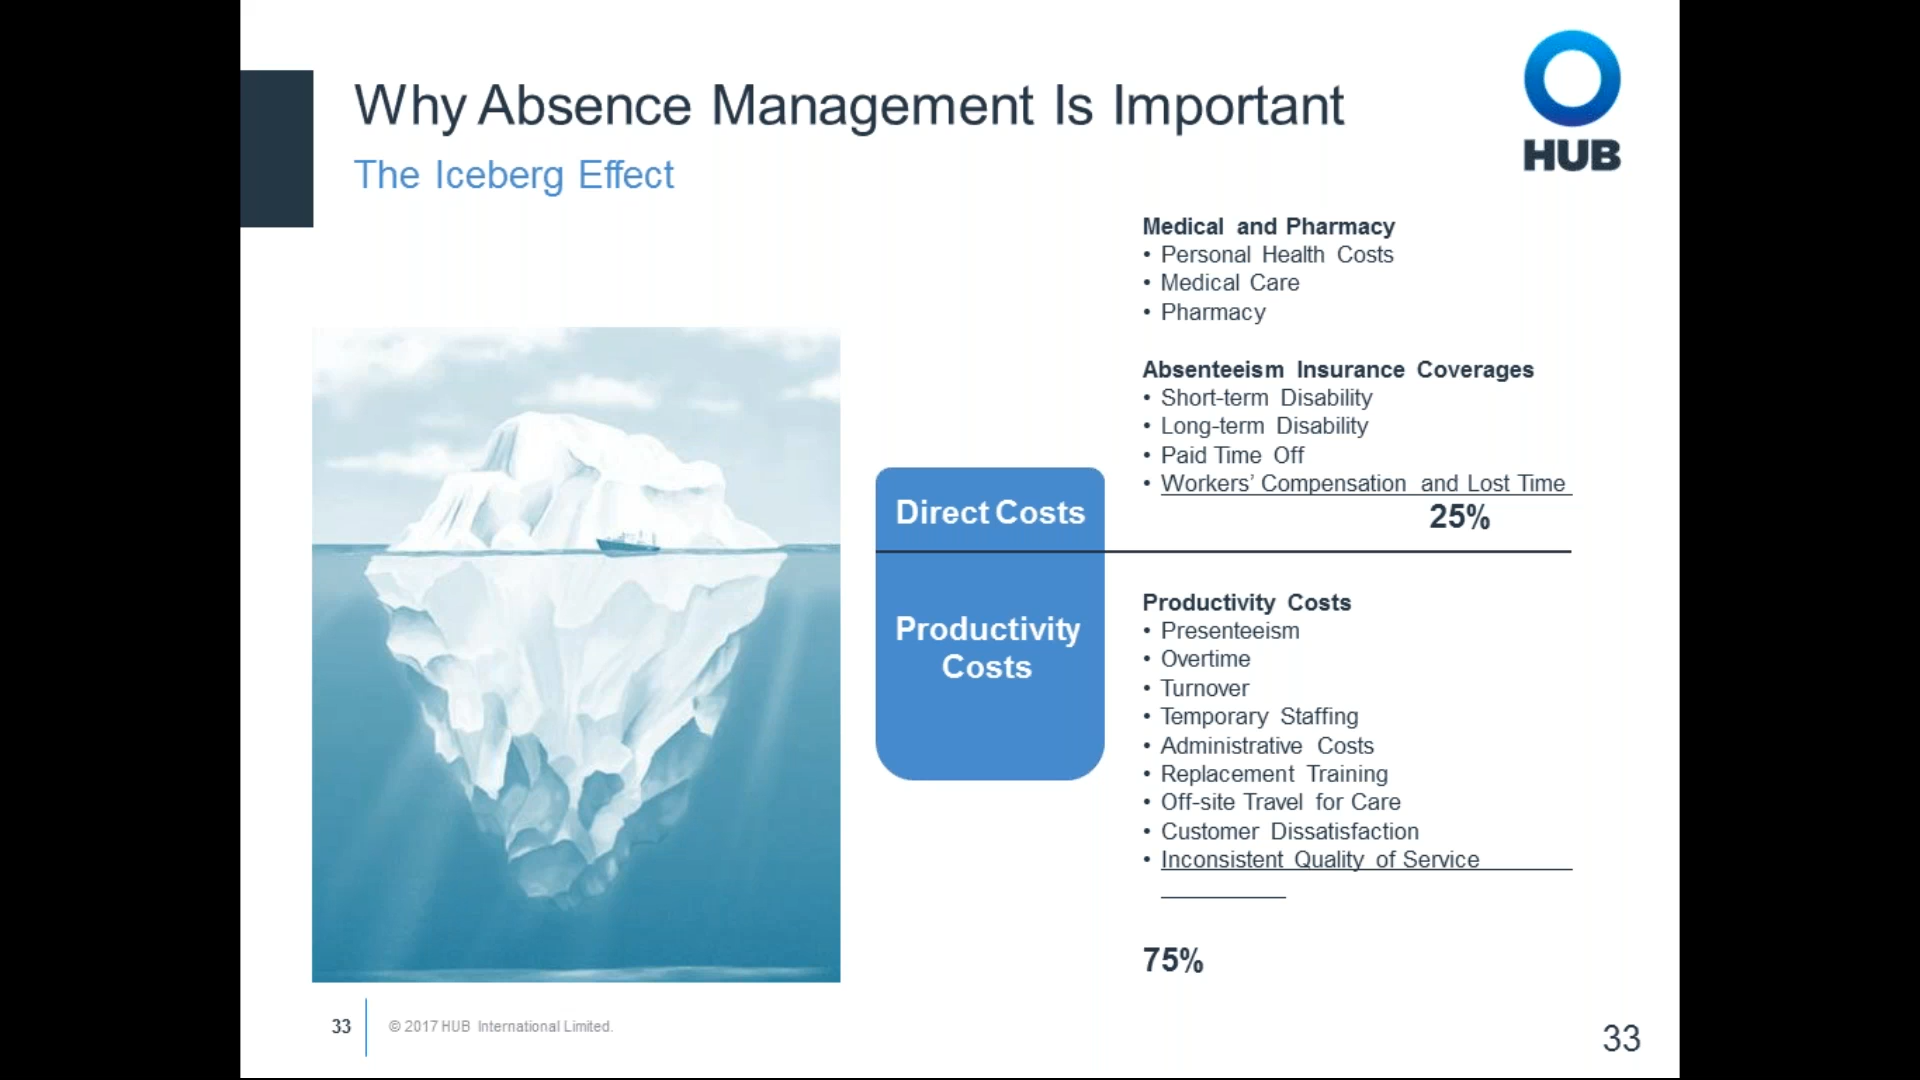 Why Absence Management Is Important
The Iceberg Effect
HUB
Medical and Pharmacy
• Personal Health Costs
• Medical Care
• Pharmacy
Absenteeism Insurance Coverages
• Short-term Disability
• Long-term Disability
• Paid Time Off
• Workers’ Compensation and Lost Time
25%
Direct Costs
Productivity
Costs
Productivity Costs
• Presenteeism
• Overtime
• Turnover
• Temporary Staffing
• Administrative Costs
• Replacement Training
• Off-site Travel for Care
• Customer Dissatisfaction
• Inconsistent Quality of Service
75%
33
© 2017 HUB International Limited.
33